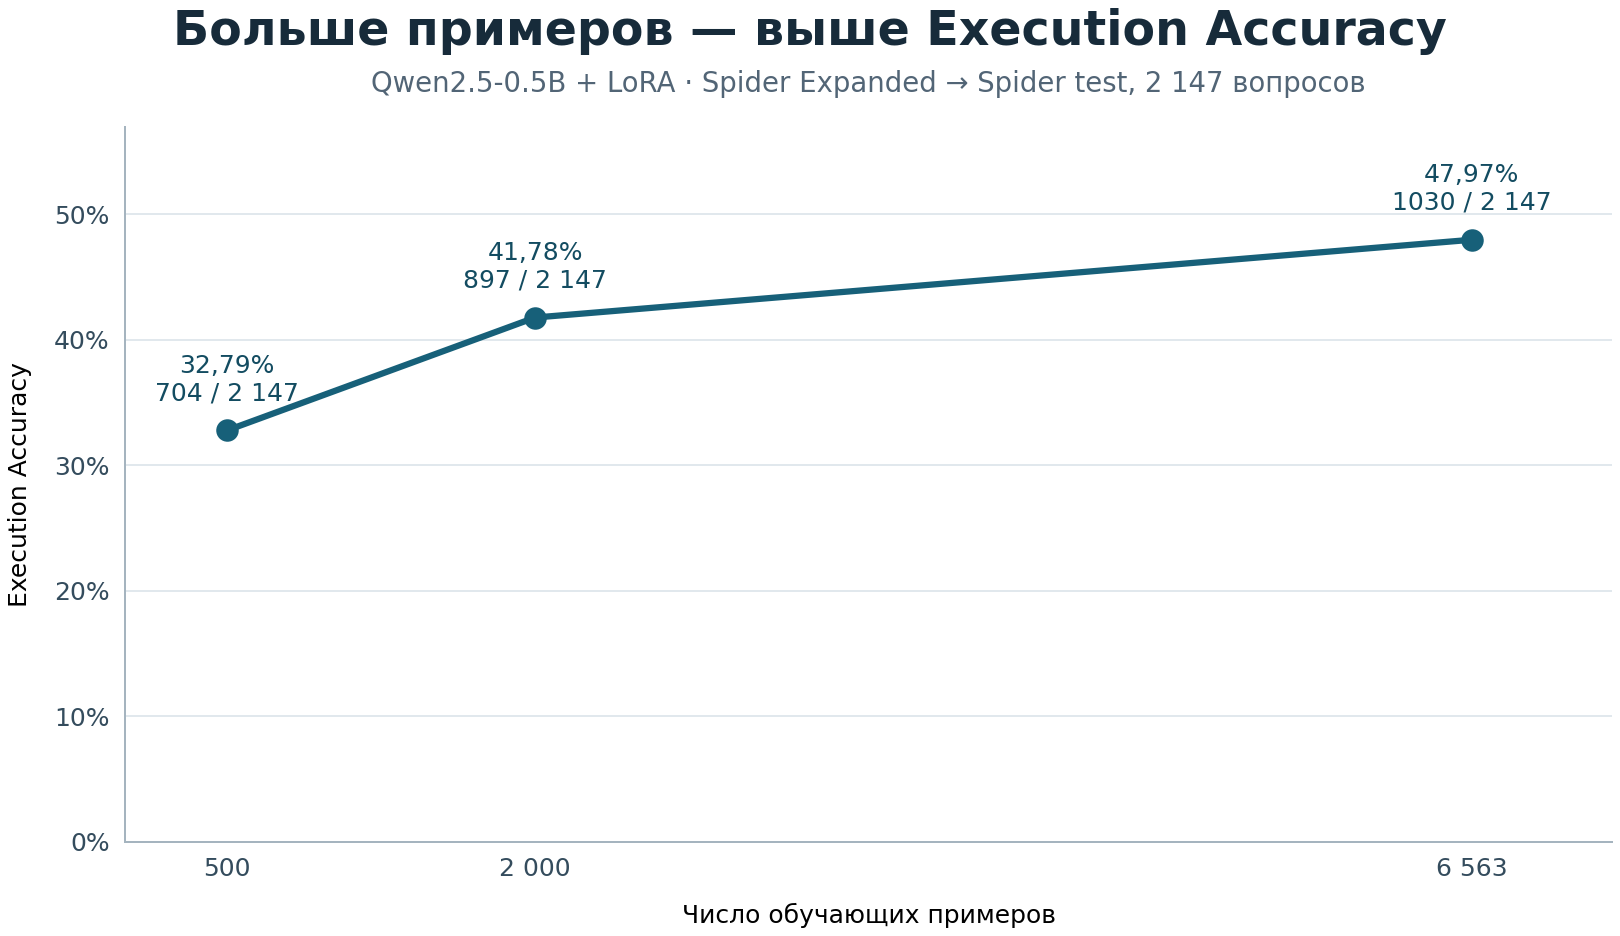 Больше примеров — выше Execution Accuracy
Qwen2.5-0.5B + LoRA · Spider Expanded → Spider test, 2 147 вопросов
47,97%
1030 / 2 147
50%
41,78%
897 / 2 147
40%
32,79%
704 / 2 147
30%
20%
10%
0%
Execution Accuracy
500
2 000
6 563
Число обучающих примеров